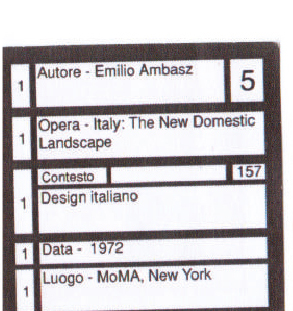 1 Autore - Emilio Ambasz 5
1 Opera - Italy: The New Domestic
Landscape
Contesto 157
1 Design italiano
1 Data - 1972
1 Luogo - MoMA, New York